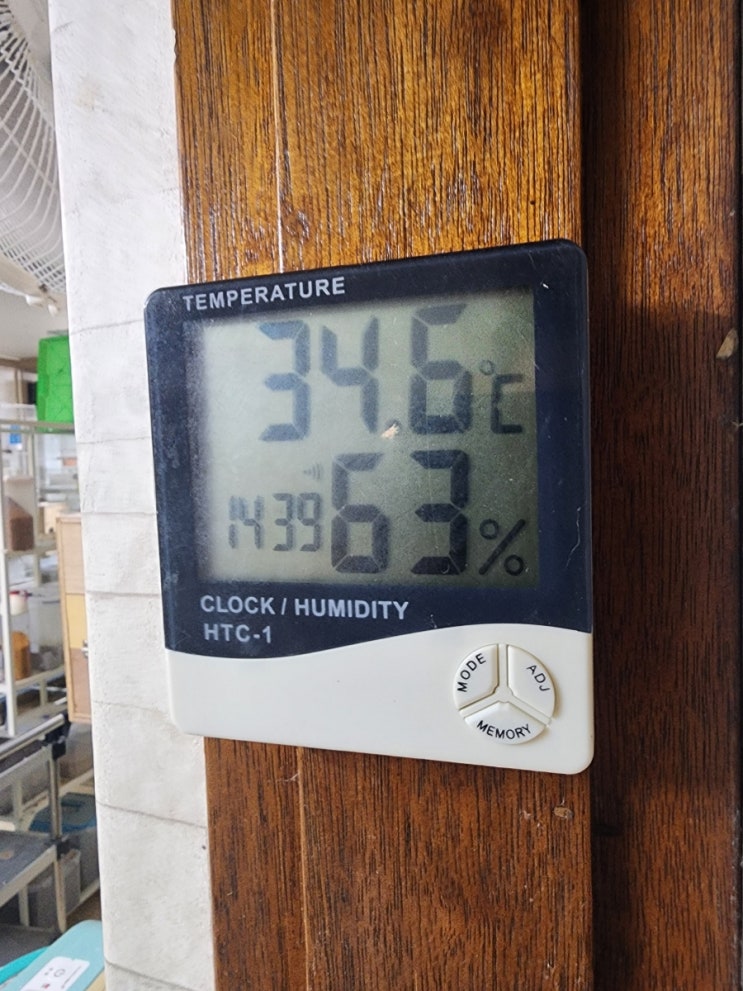 TEMPERATURE
34.6°C
14 39 63%
CLOCK / HUMIDITY
HTC-1
MODE
ADJ
MEMORY